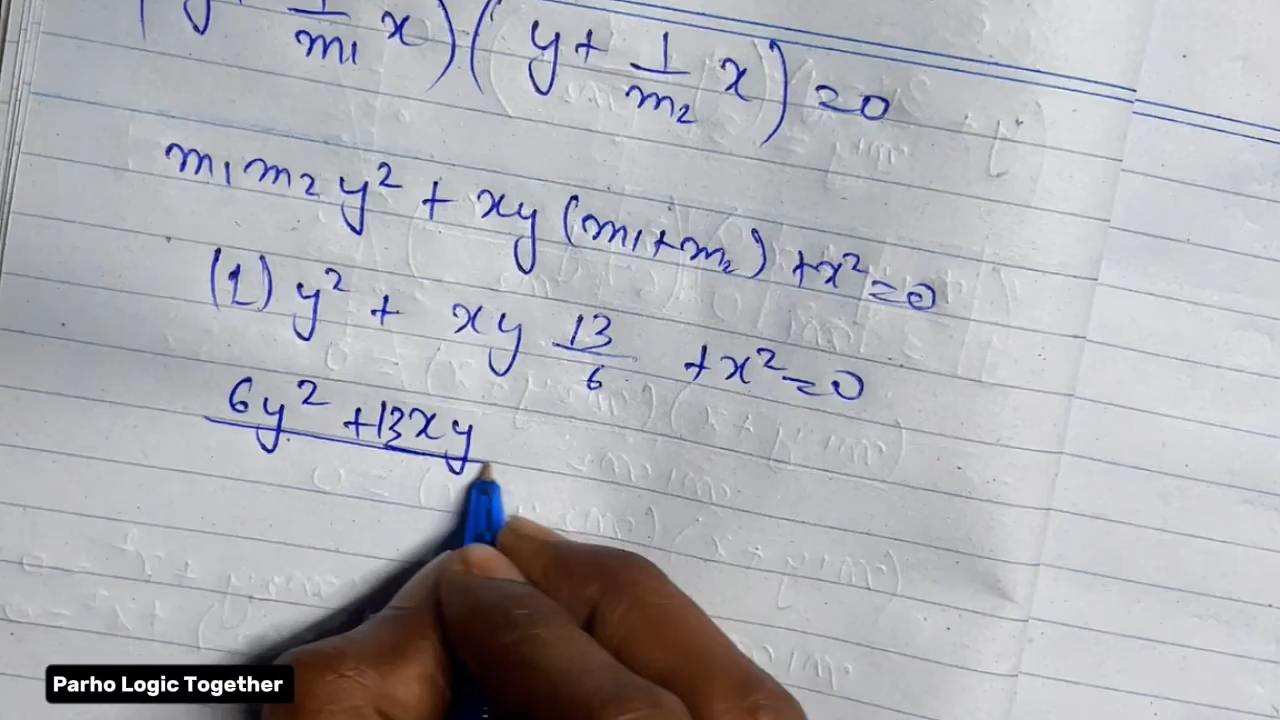 y 1/m1 x)(y + 1/m2 x) = 0
m1m2y² + xy(m1+m2) + x² = 0
(1)y² + xy 13/6 + x² = 0
6y² + 13xy
Parho Logic Together